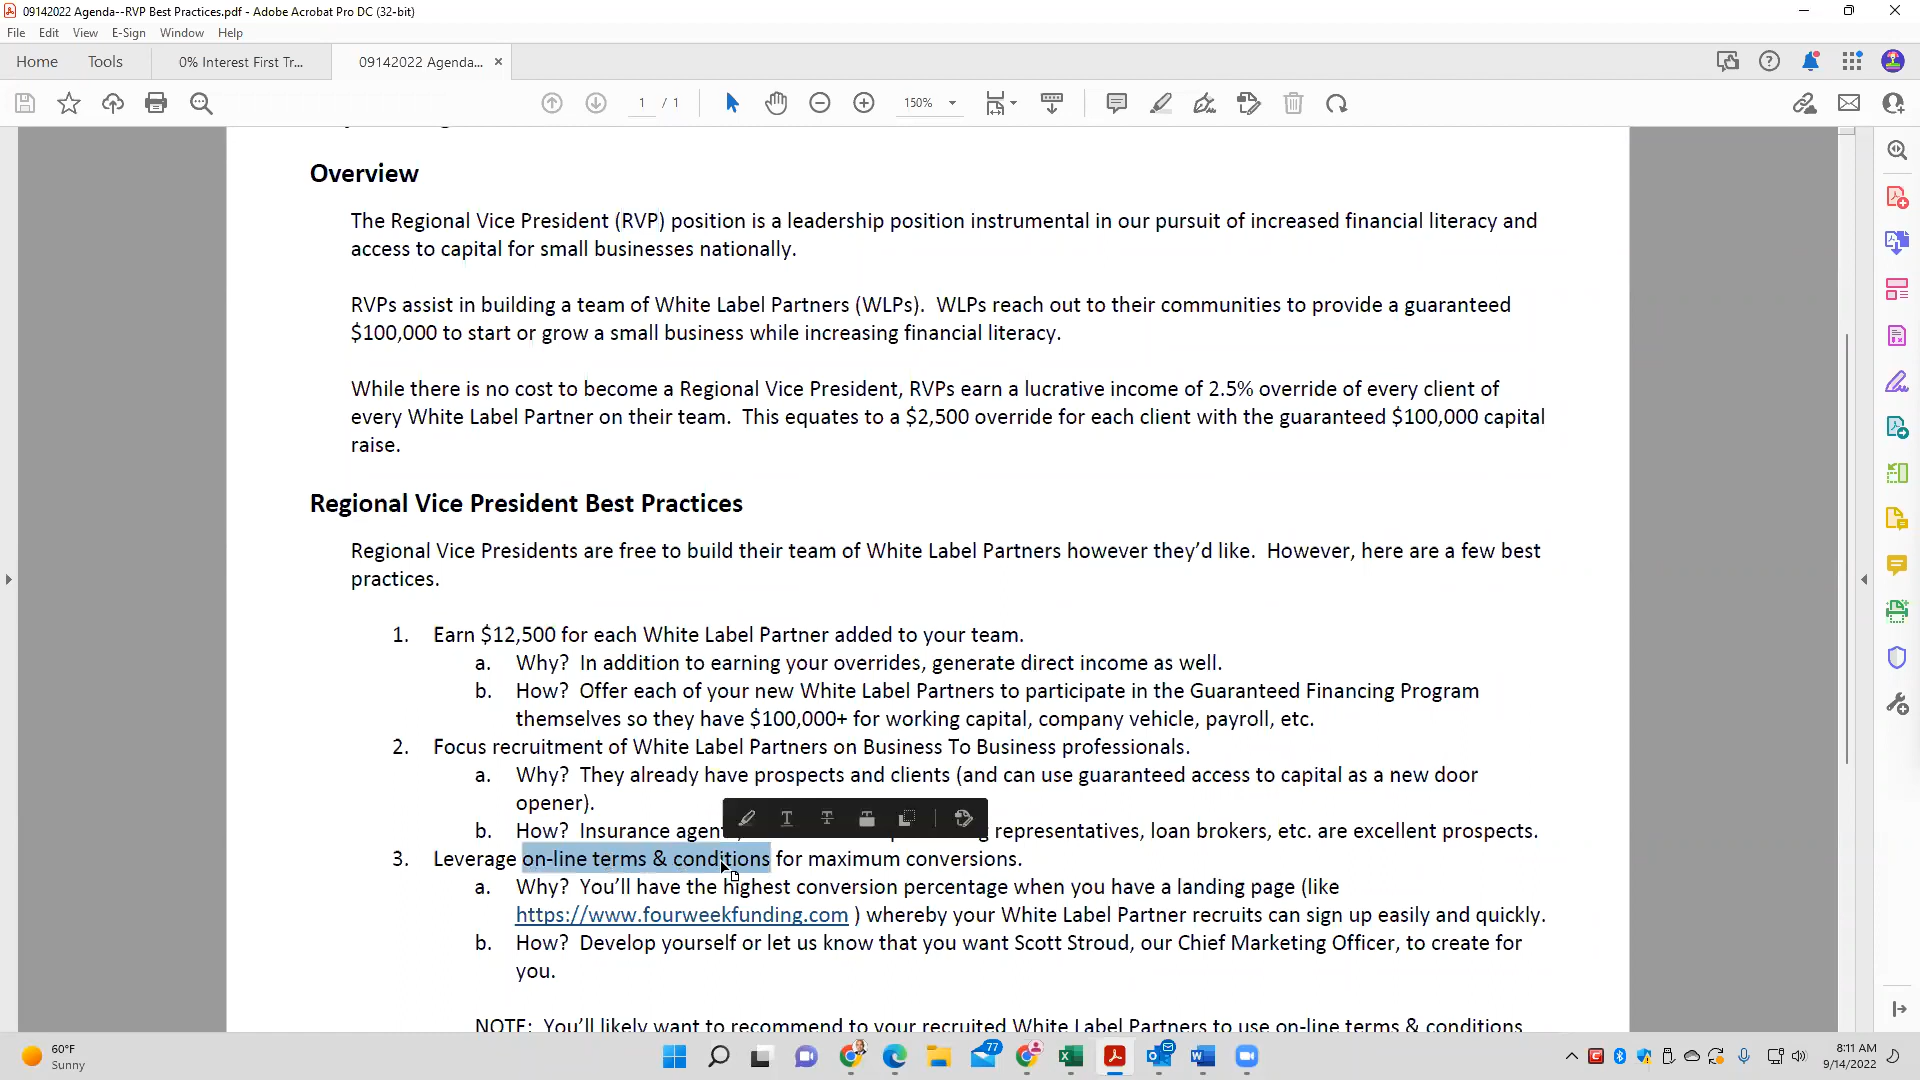 09142022 Agenda--RVP Best Practices.pdf - Adobe Acrobat Pro DC (32-bit)
File Edit View E-Sign Window Help
Home Tools 0% Interest First Tr... 09142022 Agenda... ×
1 / 1 150%
Overview
The Regional Vice President (RVP) position is a leadership position instrumental in our pursuit of increased financial literacy and
access to capital for small businesses nationally.
RVPs assist in building a team of White Label Partners (WLPs).  WLPs reach out to their communities to provide a guaranteed
$100,000 to start or grow a small business while increasing financial literacy.
While there is no cost to become a Regional Vice President, RVPs earn a lucrative income of 2.5% override of every client of
every White Label Partner on their team.  This equates to a $2,500 override for each client with the guaranteed $100,000 capital
raise.
Regional Vice President Best Practices
Regional Vice Presidents are free to build their team of White Label Partners however they’d like.  However, here are a few best
practices.
1. Earn $12,500 for each White Label Partner added to your team.
a. Why?  In addition to earning your overrides, generate direct income as well.
b. How?  Offer each of your new White Label Partners to participate in the Guaranteed Financing Program
themselves so they have $100,000+ for working capital, company vehicle, payroll, etc.
2. Focus recruitment of White Label Partners on Business To Business professionals.
a. Why?  They already have prospects and clients (and can use guaranteed access to capital as a new door
opener).
b. How?  Insurance agent representatives, loan brokers, etc. are excellent prospects.
3. Leverage on-line terms & conditions for maximum conversions.
a. Why?  You’ll have the highest conversion percentage when you have a landing page (like
https://www.fourweekfunding.com ) whereby your White Label Partner recruits can sign up easily and quickly.
b. How?  Develop yourself or let us know that you want Scott Stroud, our Chief Marketing Officer, to create for
you.
NOTE:  You’ll likely want to recommend to your recruited White Label Partners to use on-line terms & conditions
60°F
Sunny
77
8:11 AM
9/14/2022